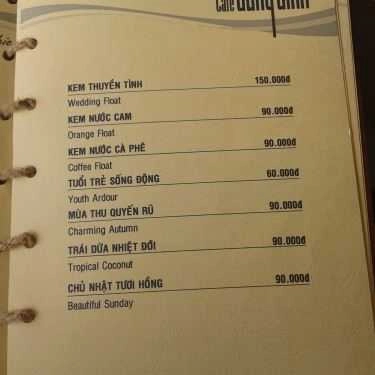 Café
KEM THUYỀN TÌNH 150.000đ
Wedding Float
KEM NƯỚC CAM 90.000đ
Orange Float
KEM NƯỚC CÀ PHÊ 90.000đ
Coffee Float
TUỔI TRẺ SỐNG ĐỘNG 60.000đ
Youth Ardour
MÙA THU QUYẾN RŨ 90.000đ
Charming Autumn
TRÁI DỪA NHIỆT ĐỚI 90.000đ
Tropical Coconut
CHỦ NHẬT TƯƠI HỒNG 90.000đ
Beautiful Sunday